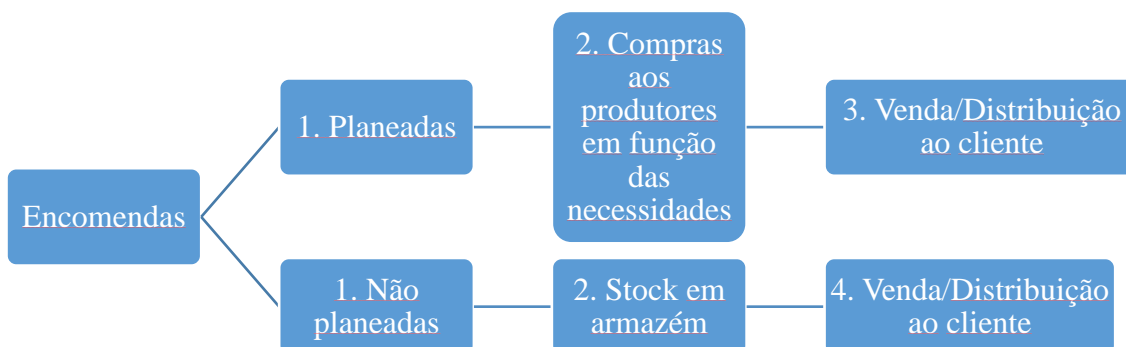 Encomendas
1. Planeadas
2. Compras
aos
produtores
em função
das
necessidades
3. Venda/Distribuição
ao cliente
1. Não
planeadas
2. Stock em
armazém
4. Venda/Distribuição
ao cliente